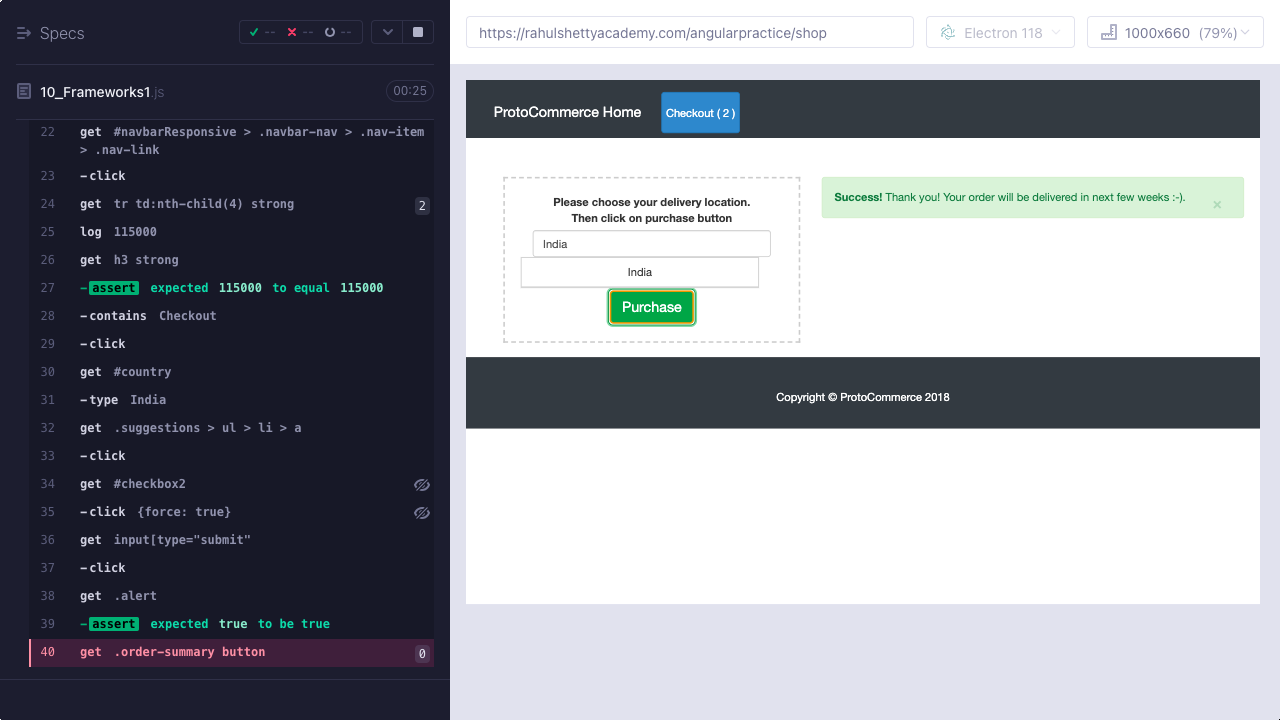 Specs
-- -- --
10_Frameworks1.js
00:25
22 get #navbarResponsive > .navbar-nav > .nav-item
> .nav-link
23 -click
24 get tr td:nth-child(4) strong 2
25 log 115000
26 get h3 strong
27 -assert expected 115000 to equal 115000
28 -contains Checkout
29 -click
30 get #country
31 -type India
32 get .suggestions > ul > li > a
33 -click
34 get #checkbox2
35 -click {force: true}
36 get input[type="submit"
37 -click
38 get .alert
39 -assert expected true to be true
40 get .order-summary button 0
https://rahulshettyacademy.com/angularpractice/shop
Electron 118
1000x660 (79%)
ProtoCommerce Home
Checkout ( 2 )
Please choose your delivery location.
Then click on purchase button
India
India
Purchase
Success! Thank you! Your order will be delivered in next few weeks :-).
×
Copyright © ProtoCommerce 2018